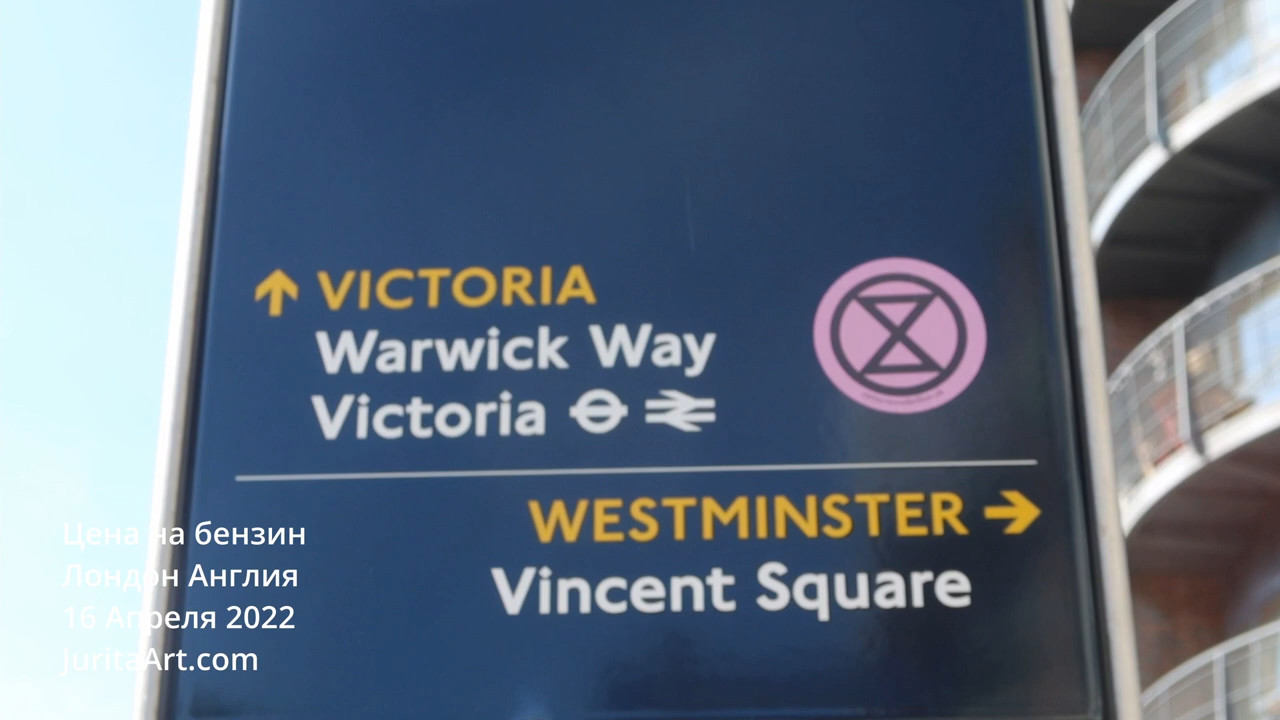 VICTORIA
Warwick Way
Victoria
WESTMINSTER
Vincent Square
Цена на бензин
Лондон Англия
16 Апреля 2022
JuritaArt.com